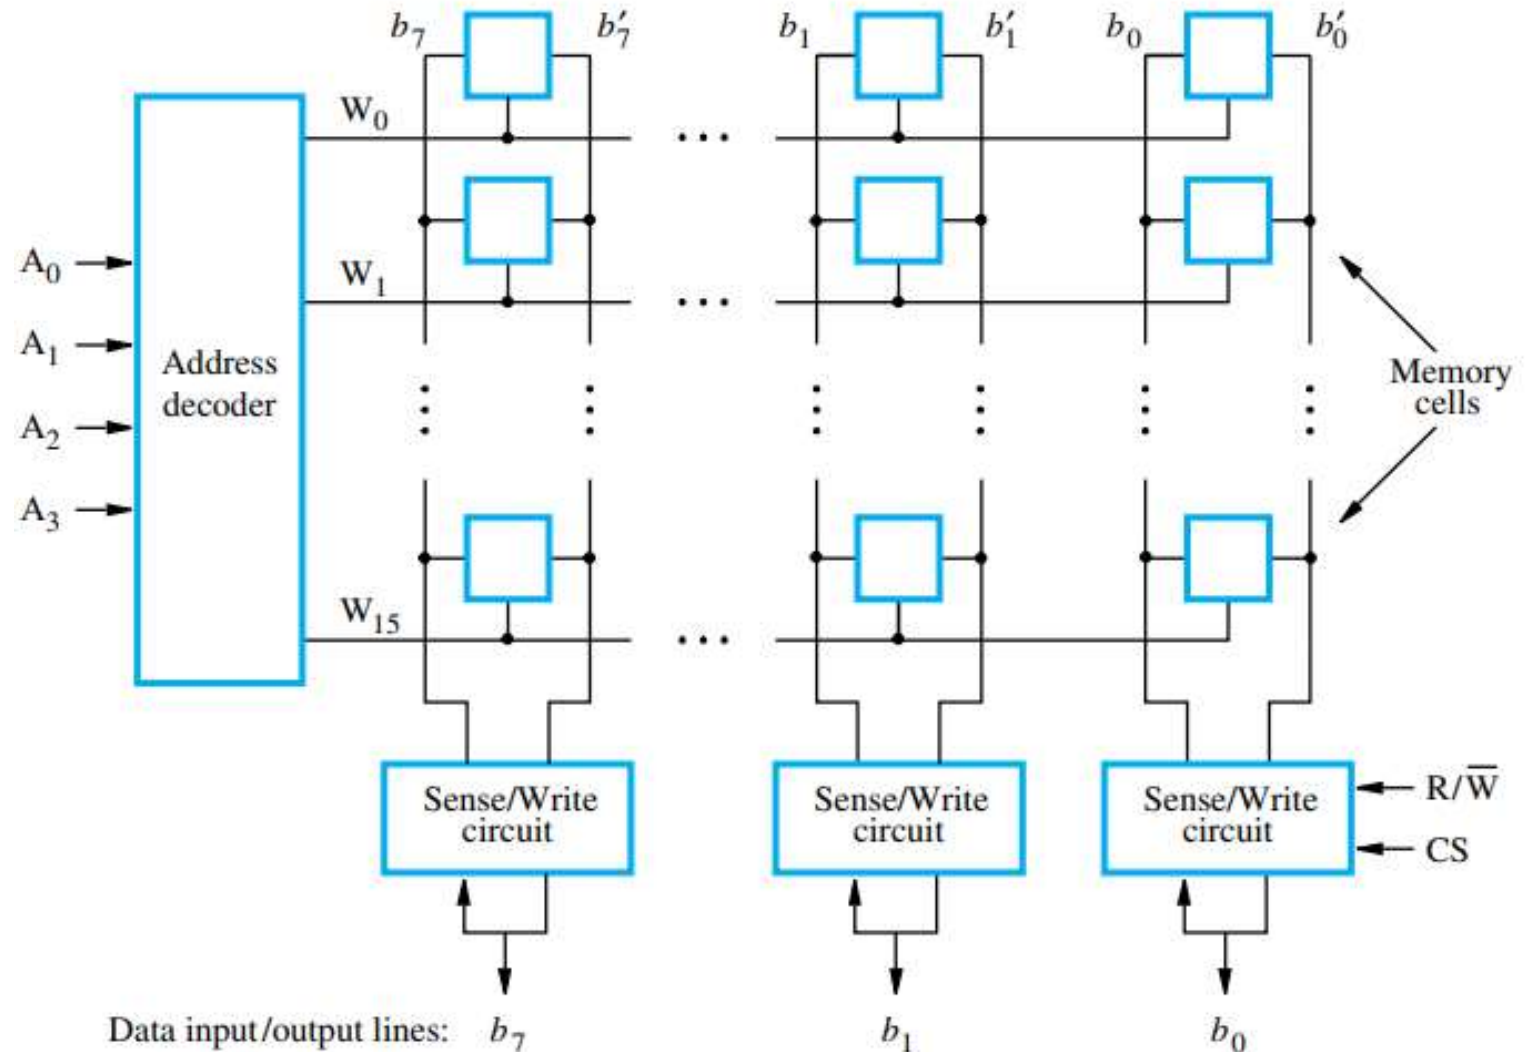 b₇ b′₇ b₁ b′₁ b₀ b′₀
W₀
A₀
W₁
A₁
Address
decoder
Memory
cells
A₂
A₃
W₁₅
Sense/Write
circuit
Sense/Write
circuit
Sense/Write
circuit
R/W̅
CS
Data input/output lines: b₇ b₁ b₀